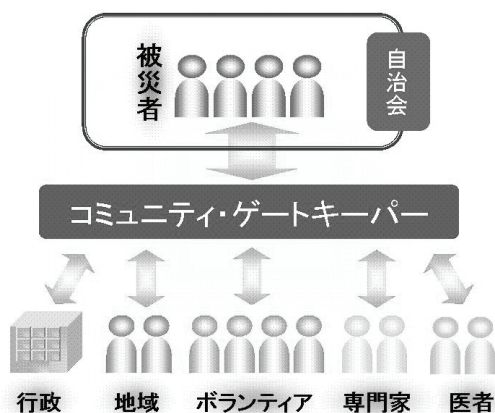 被災者
自治会
コミュニティ・ゲートキーパー
行政
地域
ボランティア
専門家
医者